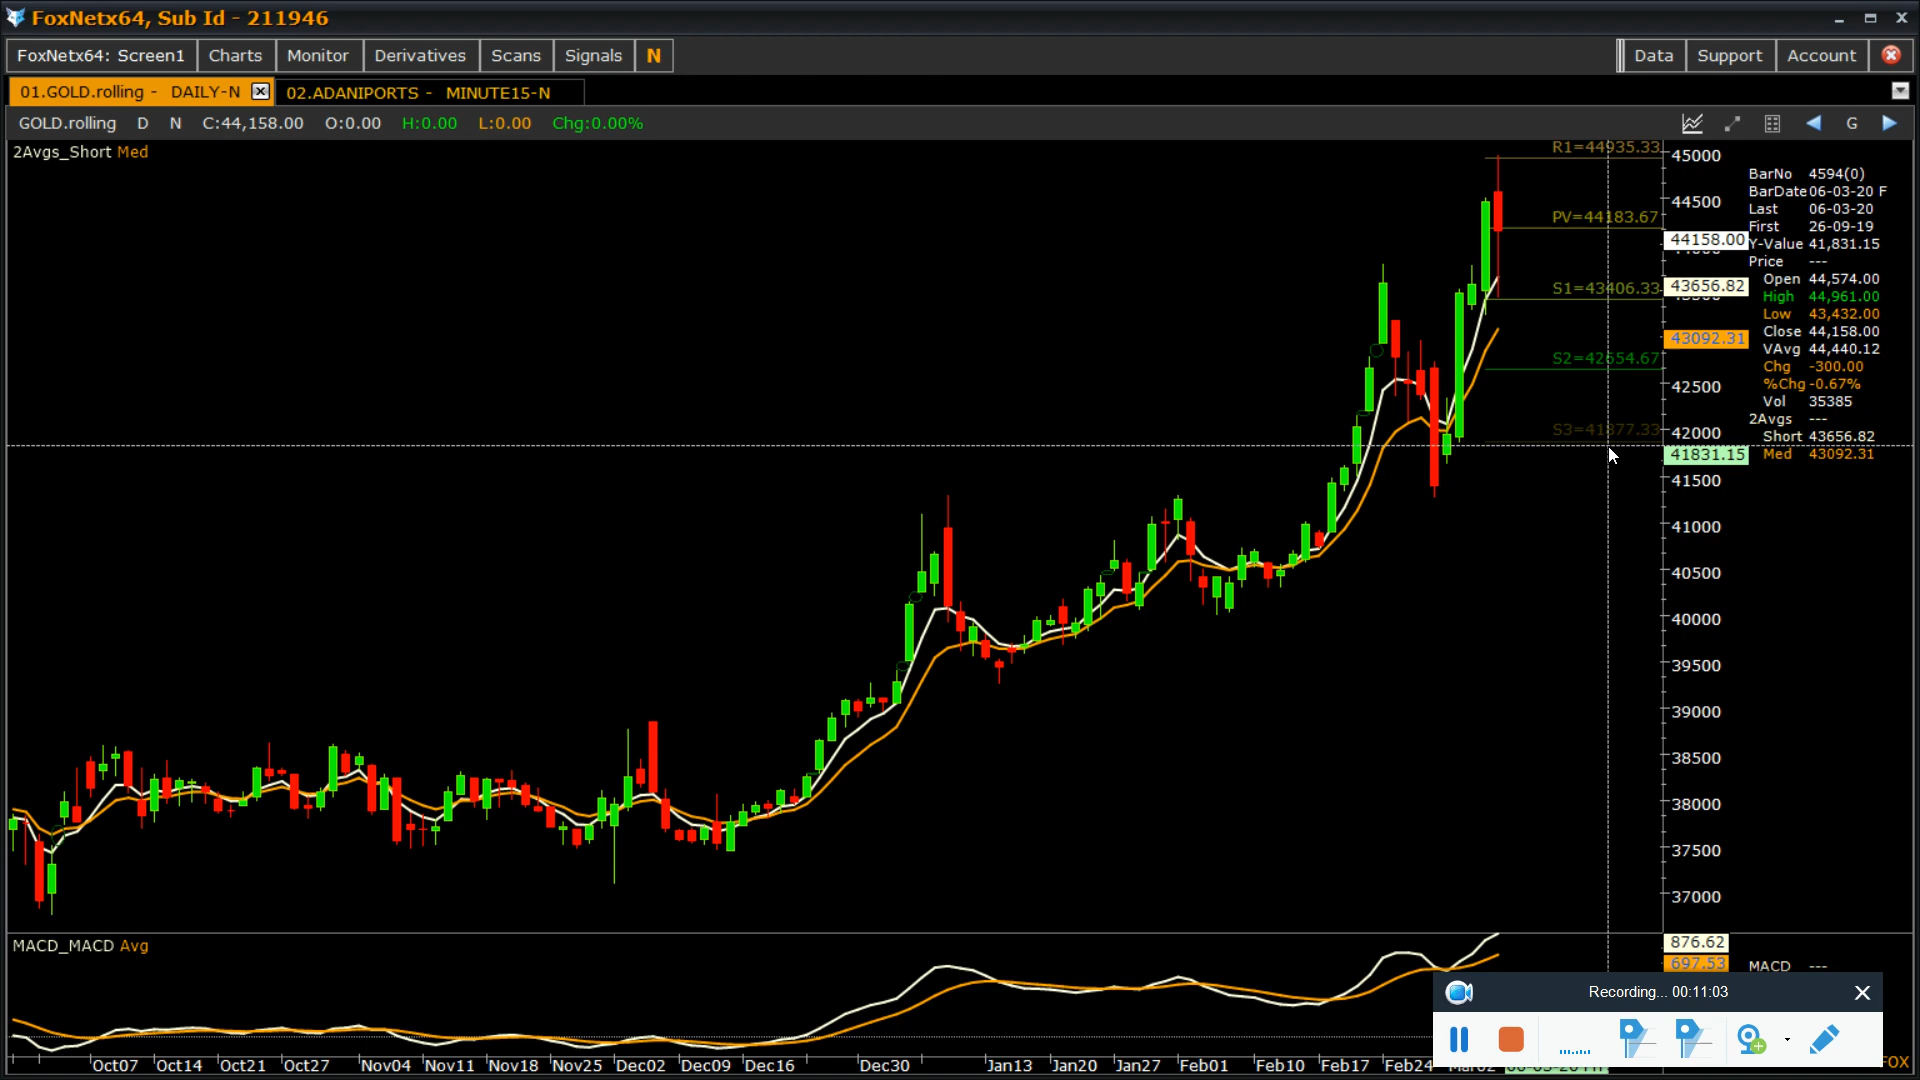 FoxNetx64, Sub Id - 211946
FoxNetx64: Screen1 Charts Monitor Derivatives Scans Signals N Data Support Account
01.GOLD.rolling - DAILY-N 02.ADANIPORTS - MINUTE15-N
GOLD.rolling D N C:44,158.00 O:0.00 H:0.00 L:0.00 Chg:0.00% G
2Avgs_Short Med
R1=44935.33
PV=44183.67
S1=43406.33
S2=42654.67
S3=41877.33
45000
44500
44158.00
43656.82
43092.31
42500
42000
41831.15
41500
41000
40500
40000
39500
39000
38500
38000
37500
37000
BarNo 4594(0)
BarDate 06-03-20 F
Last 06-03-20
First 26-09-19
Y-Value 41,831.15
Price ---
Open 44,574.00
High 44,961.00
Low 43,432.00
Close 44,158.00
VAvg 44,440.12
Chg -300.00
%Chg -0.67%
Vol 35385
2Avgs ---
Short 43656.82
Med 43092.31
MACD_MACD Avg
876.62
697.53
MACD ---
Recording... 00:11:03
Oct07 Oct14 Oct21 Oct27 Nov04 Nov11 Nov18 Nov25 Dec02 Dec09 Dec16 Dec30 Jan13 Jan20 Jan27 Feb01 Feb10 Feb17 Feb24